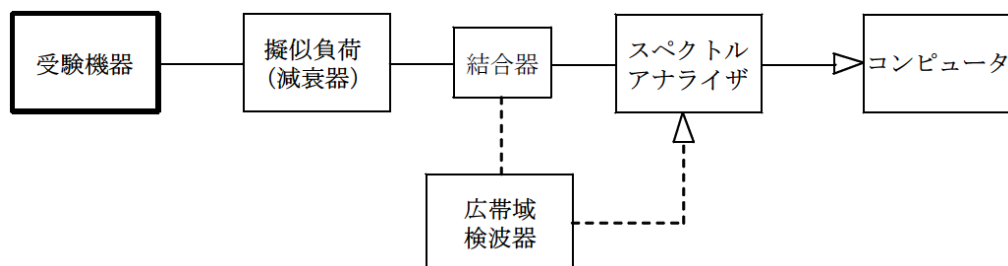 受験機器
擬似負荷
（減衰器）
結合器
スペクトル
アナライザ
コンピュータ
広帯域
検波器